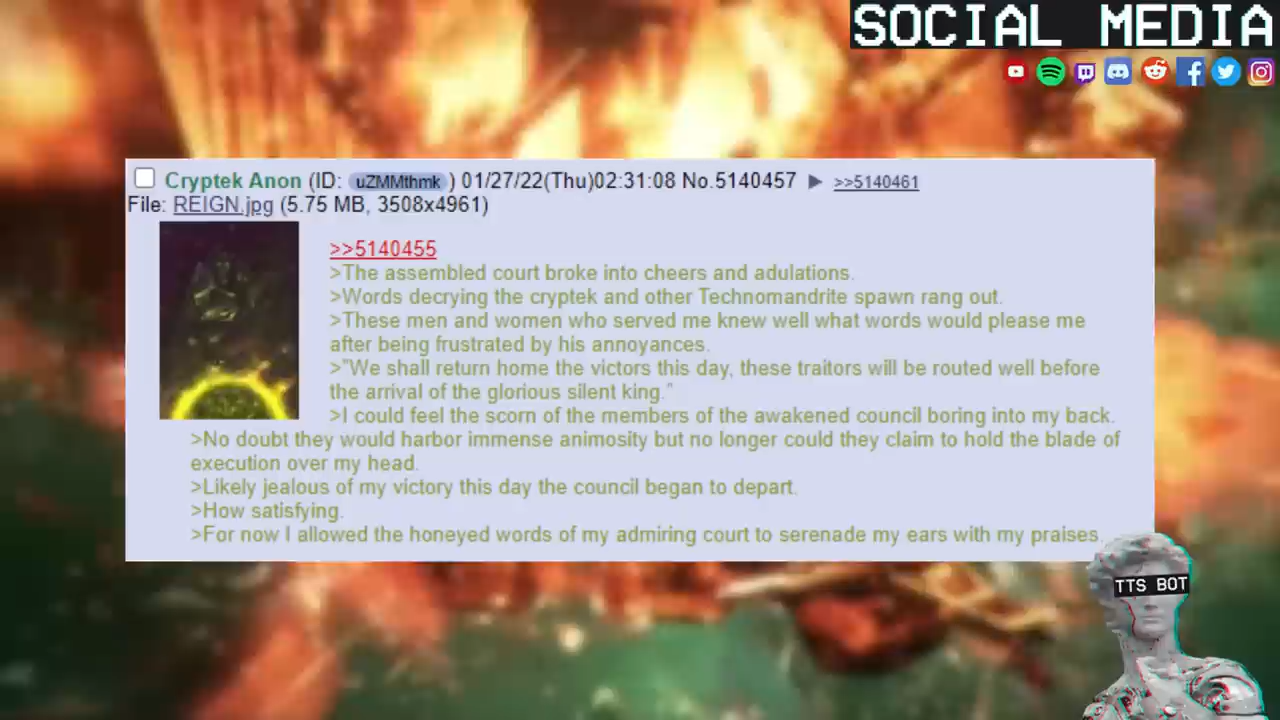 SOCIAL MEDIA
Cryptek Anon (ID: uZMMthmk ) 01/27/22(Thu)02:31:08 No.5140457 ▶ >>5140461
File: REIGN.jpg (5.75 MB, 3508x4961)
>>5140455
>The assembled court broke into cheers and adulations.
>Words decrying the cryptek and other Technomandrite spawn rang out.
>These men and women who served me knew well what words would please me
after being frustrated by his annoyances.
>"We shall return home the victors this day, these traitors will be routed well before
the arrival of the glorious silent king."
>I could feel the scorn of the members of the awakened council boring into my back.
>No doubt they would harbor immense animosity but no longer could they claim to hold the blade of
execution over my head.
>Likely jealous of my victory this day the council began to depart.
>How satisfying.
>For now I allowed the honeyed words of my admiring court to serenade my ears with my praises.
TTS BOT